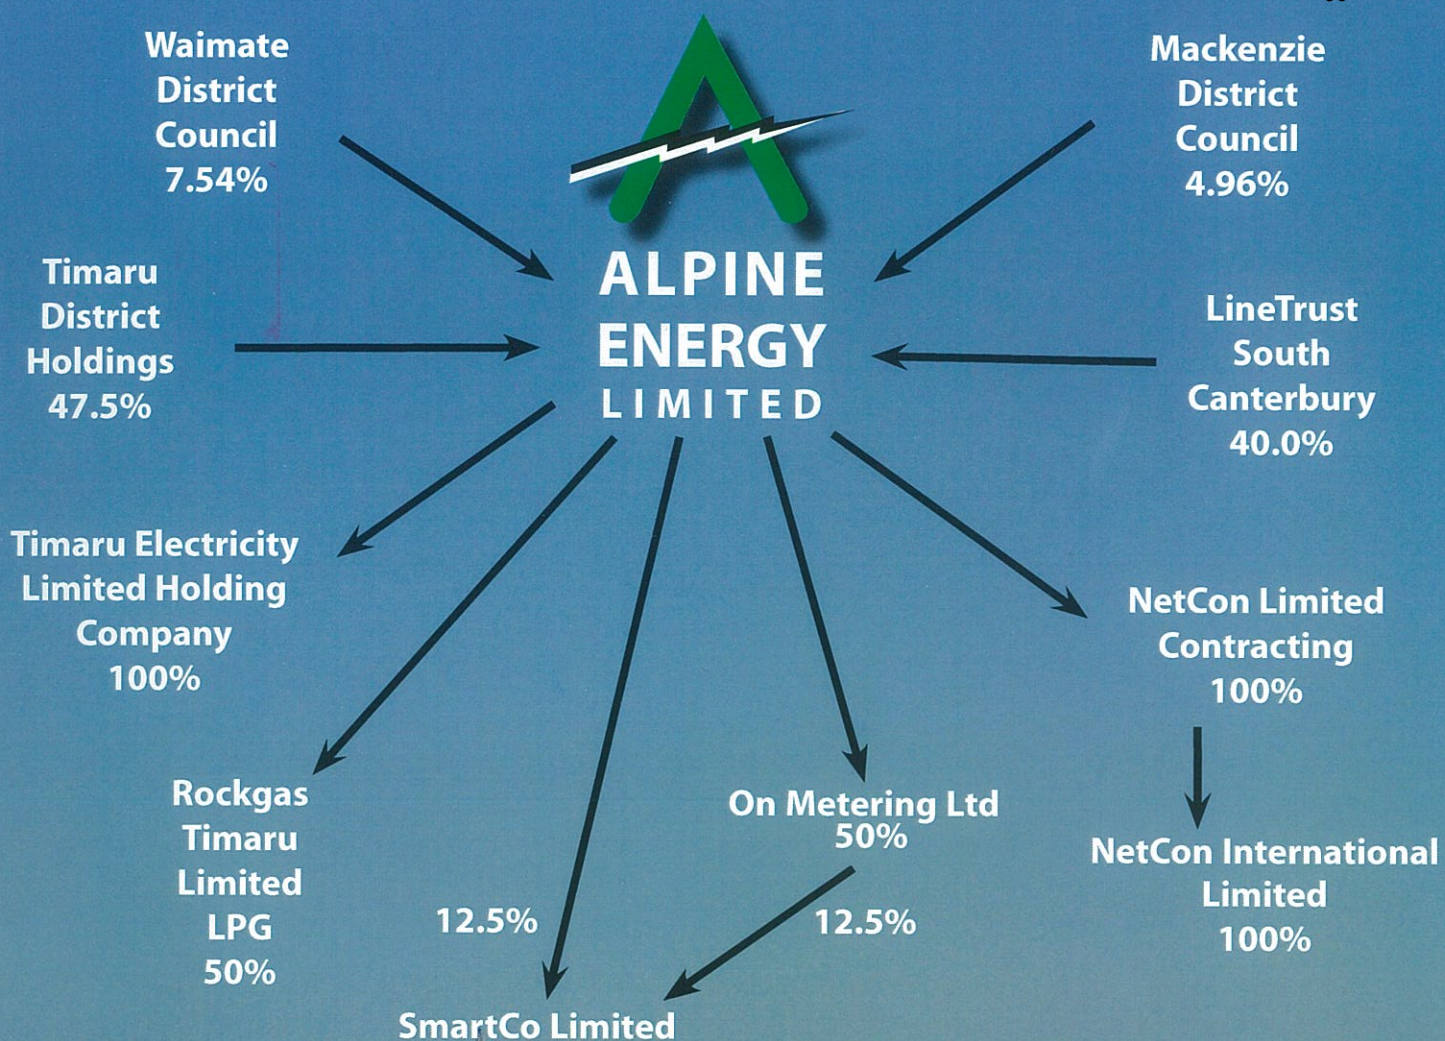 Waimate
District
Council
7.54%
Mackenzie
District
Council
4.96%
ALPINE
ENERGY
LIMITED
Timaru
District
Holdings
47.5%
LineTrust
South
Canterbury
40.0%
Timaru Electricity
Limited Holding
Company
100%
NetCon Limited
Contracting
100%
Rockgas
Timaru
Limited
LPG
50%
On Metering Ltd
50%
NetCon International
Limited
100%
12.5%
12.5%
SmartCo Limited